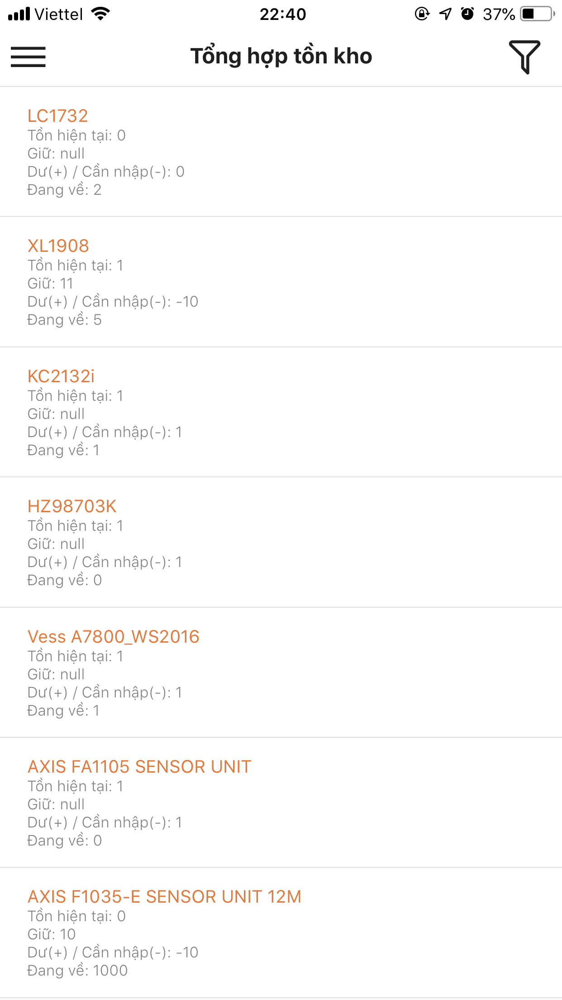 Viettel 22:40 37%
Tổng hợp tồn kho
LC1732
Tồn hiện tại: 0
Giữ: null
Dư(+) / Cần nhập(-): 0
Đang về: 2
XL1908
Tồn hiện tại: 1
Giữ: 11
Dư(+) / Cần nhập(-): -10
Đang về: 5
KC2132i
Tồn hiện tại: 1
Giữ: null
Dư(+) / Cần nhập(-): 1
Đang về: 1
HZ98703K
Tồn hiện tại: 1
Giữ: null
Dư(+) / Cần nhập(-): 1
Đang về: 0
Vess A7800_WS2016
Tồn hiện tại: 1
Giữ: null
Dư(+) / Cần nhập(-): 1
Đang về: 1
AXIS FA1105 SENSOR UNIT
Tồn hiện tại: 1
Giữ: null
Dư(+) / Cần nhập(-): 1
Đang về: 0
AXIS F1035-E SENSOR UNIT 12M
Tồn hiện tại: 0
Giữ: 10
Dư(+) / Cần nhập(-): -10
Đang về: 1000